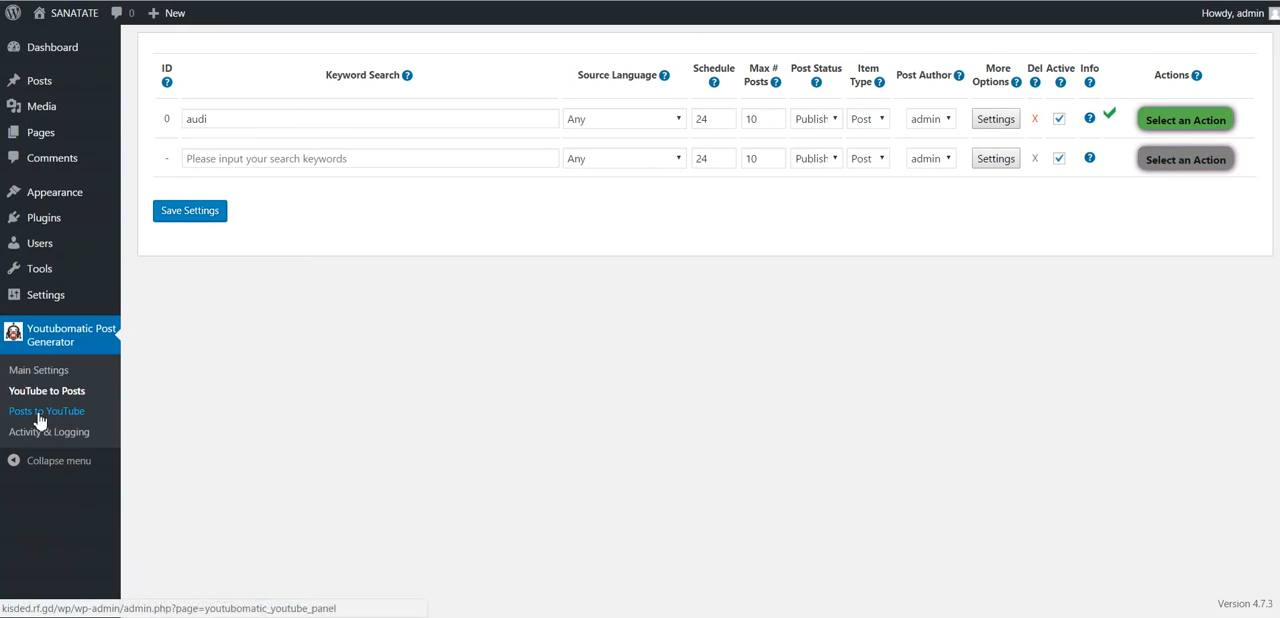 SANATATE 0 New Howdy, admin
Dashboard
Posts
Media
Pages
Comments
Appearance
Plugins
Users
Tools
Settings
Youtubomatic Post
Generator
Main Settings
YouTube to Posts
Posts to YouTube
Activity & Logging
Collapse menu
ID Keyword Search Source Language Schedule Max #
Posts Post Status Item
Type Post Author More
Options Del Active Info Actions
0 audi Any 24 10 Publish Post admin Settings X Select an Action
- Please input your search keywords Any 24 10 Publish Post admin Settings X Select an Action
Save Settings
kisded.rf.gd/wp/wp-admin/admin.php?page=youtubomatic_youtube_panel
Version 4.7.3